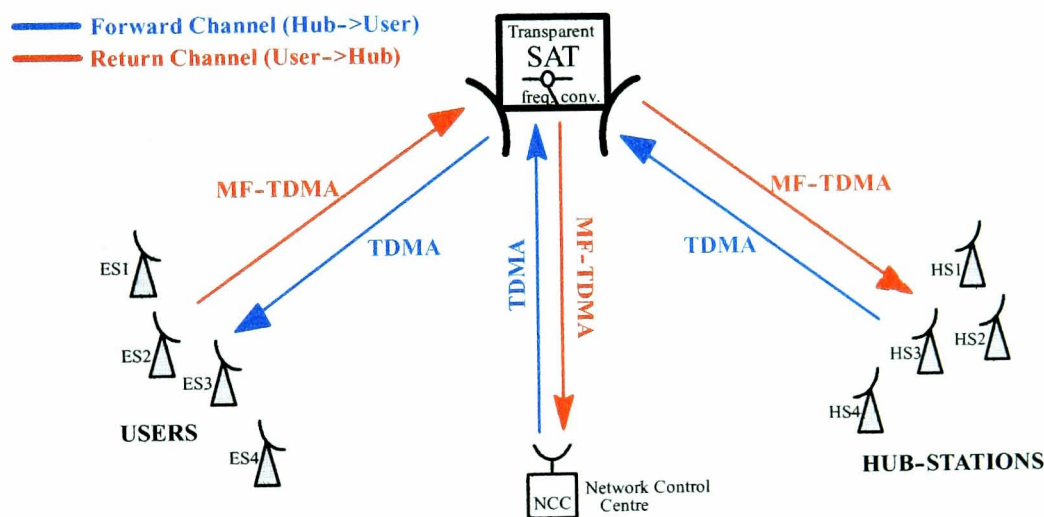 Forward Channel (Hub->User)
Return Channel (User->Hub)
Transparent
SAT
freq. conv.
MF-TDMA
TDMA
TDMA
MF-TDMA
MF-TDMA
TDMA
ES1
ES2
ES3
ES4
USERS
HS1
HS2
HS3
HS4
HUB-STATIONS
NCC
Network Control
Centre